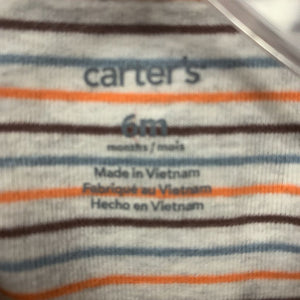 carter's
6m
months / mois
Made in Vietnam
Fabriqué au Vietnam
Hecho en Vietnam